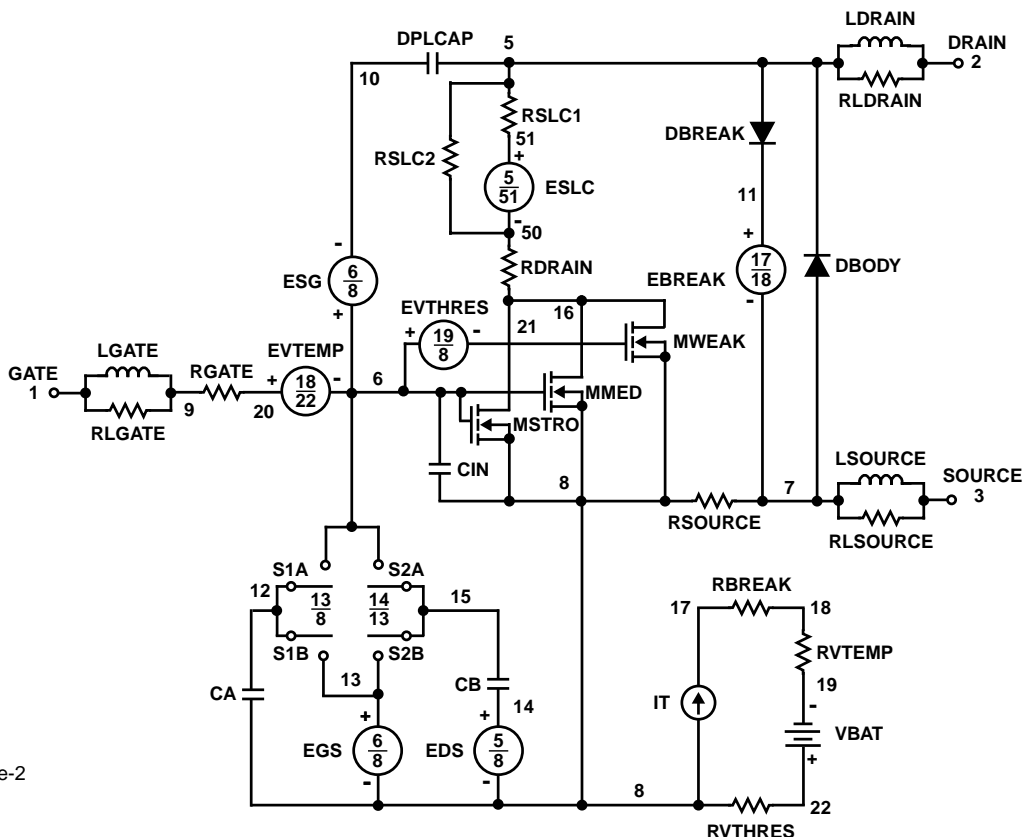 LDRAIN
DPLCAP 5 DRAIN
10 2
RLDRAIN
RSLC1
51 DBREAK
RSLC2 +
5 51 ESLC 11
-
50
- +
RDRAIN 17 18 DBODY
ESG 6 8 EBREAK
+ EVTHRES 16 -
+ 19 8 - 21 MWEAK
LGATE EVTEMP
GATE RGATE + 18 22 - 6
1 MMED
9 20 MSTRO
RLGATE
CIN LSOURCE
8 7 SOURCE
3
RSOURCE
RLSOURCE
S1A S2A
12 13 8 14 13 15 RBREAK
17 18
S1B S2B
RVTEMP
13 CB 19
CA 14 IT -
+ + VBAT
EGS 6 8 EDS 5 8 +
- - 8 22
e-2
RVTHRES